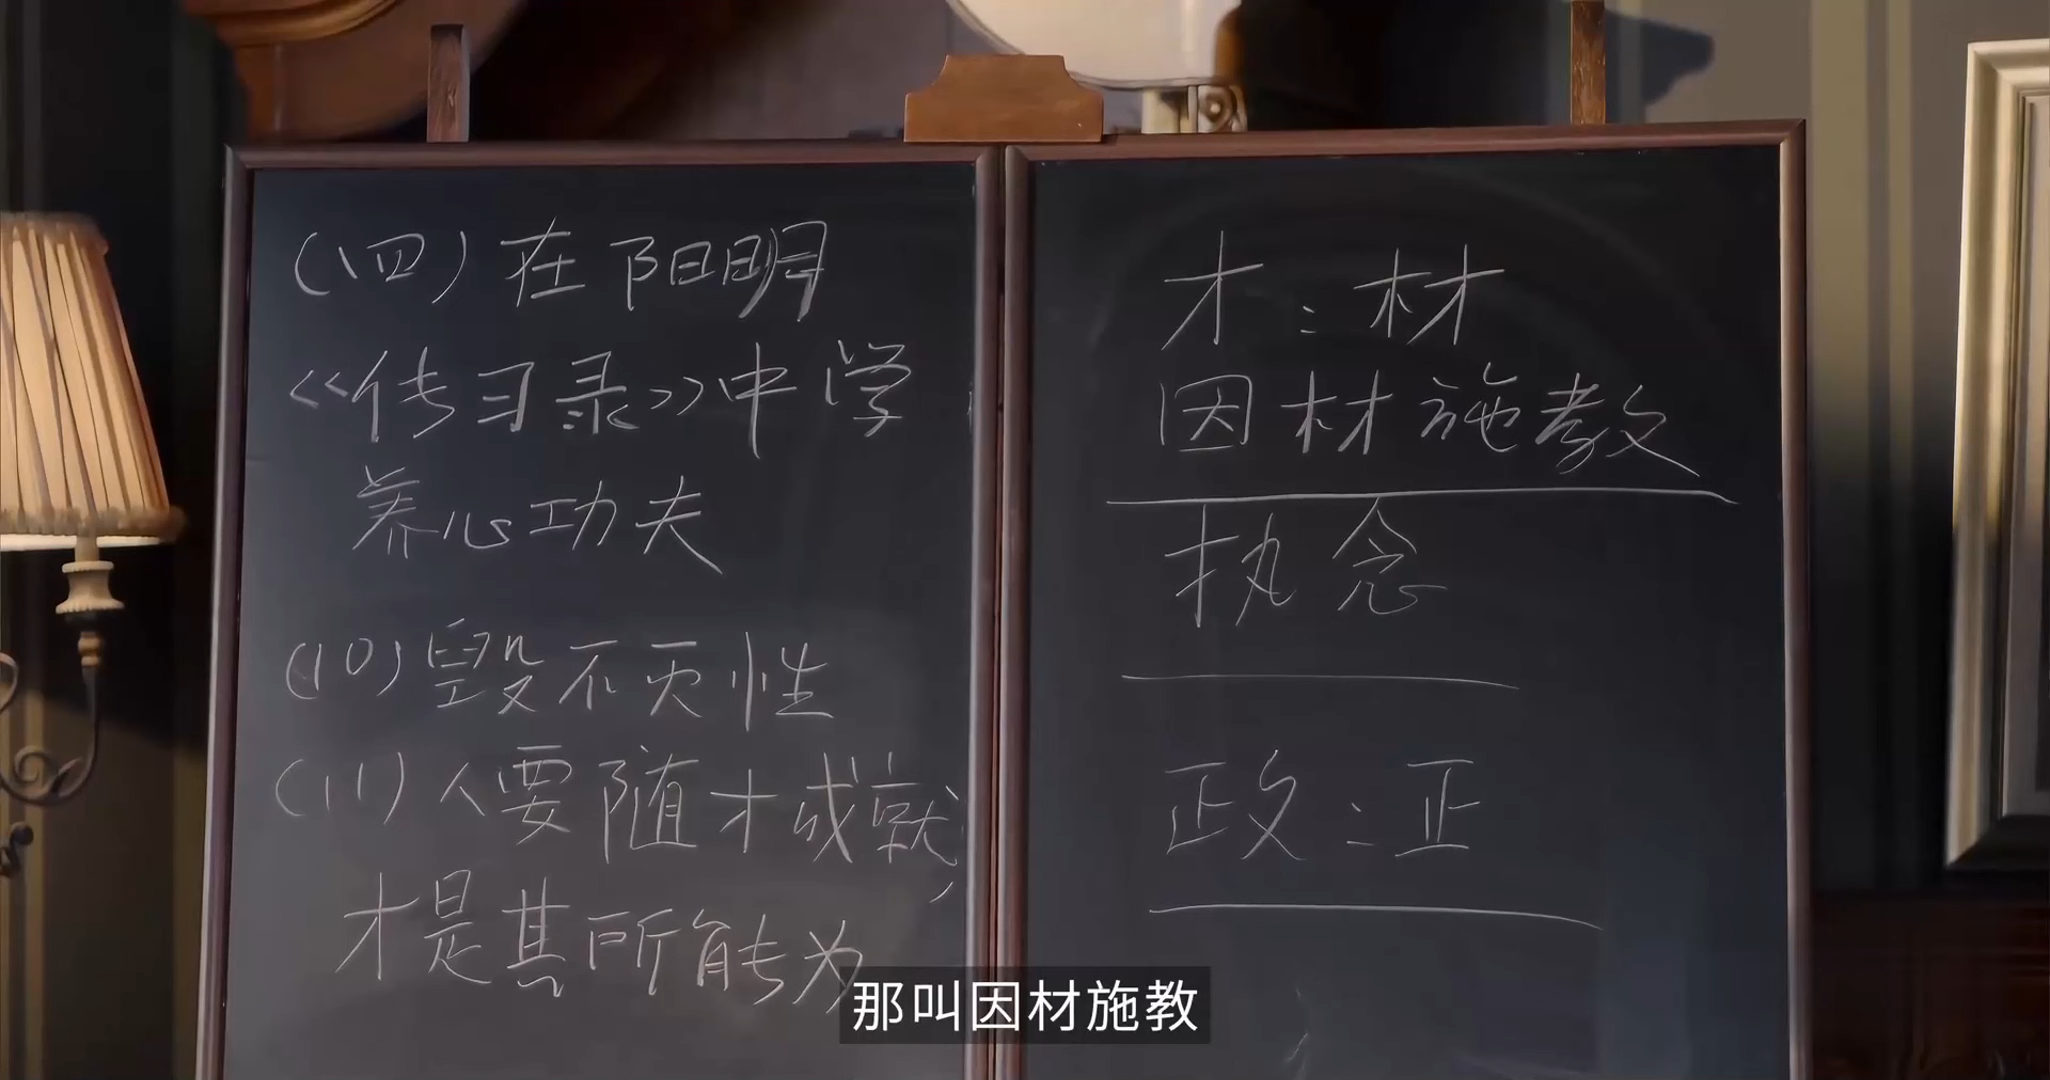 (四)在阳明
<<传习录>>中学
养心功夫
(10)毁不灭性
(11)人要随才成就,
才是其所能为
才:材
因材施教
执念
政:正
那叫因材施教